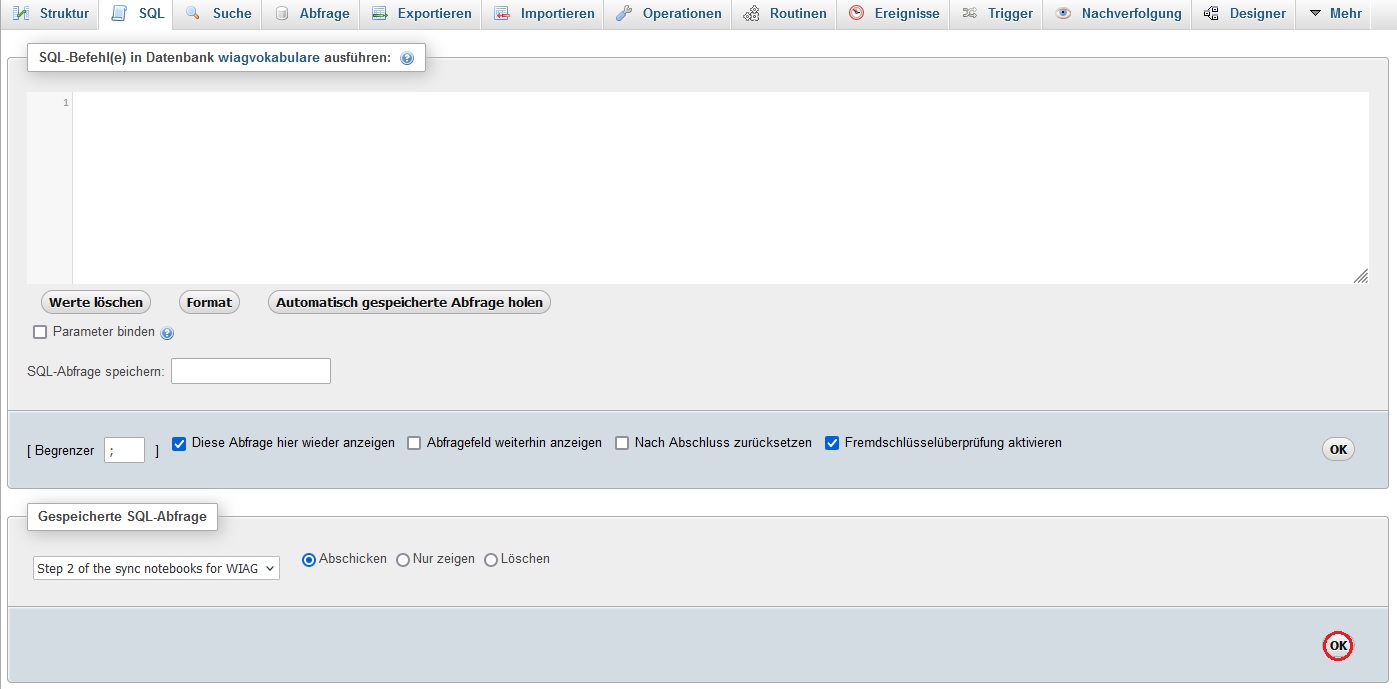 Struktur SQL Suche Abfrage Exportieren Importieren Operationen Routinen Ereignisse Trigger Nachverfolgung Designer Mehr
SQL-Befehl(e) in Datenbank wiagvokabulare ausführen:
1
Werte löschen Format Automatisch gespeicherte Abfrage holen
Parameter binden
SQL-Abfrage speichern:
[ Begrenzer ; ] Diese Abfrage hier wieder anzeigen Abfragefeld weiterhin anzeigen Nach Abschluss zurücksetzen Fremdschlüsselüberprüfung aktivieren OK
Gespeicherte SQL-Abfrage
Step 2 of the sync notebooks for WIAG Abschicken Nur zeigen Löschen
OK